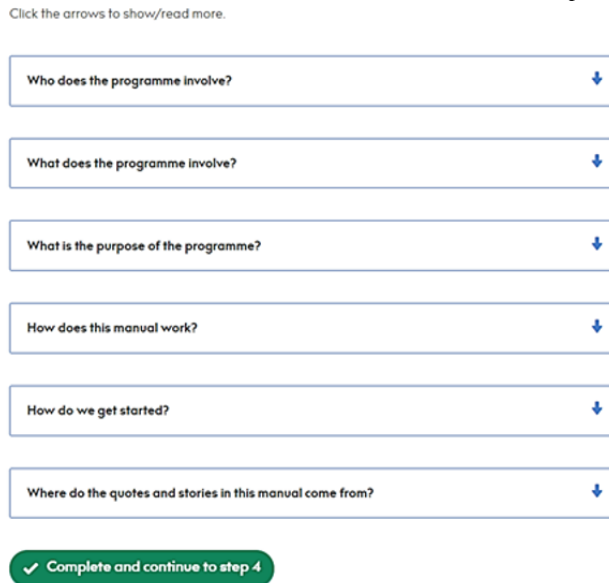 Click the arrows to show/read more.
Who does the programme involve?
What does the programme involve?
What is the purpose of the programme?
How does this manual work?
How do we get started?
Where do the quotes and stories in this manual come from?
Complete and continue to step 4